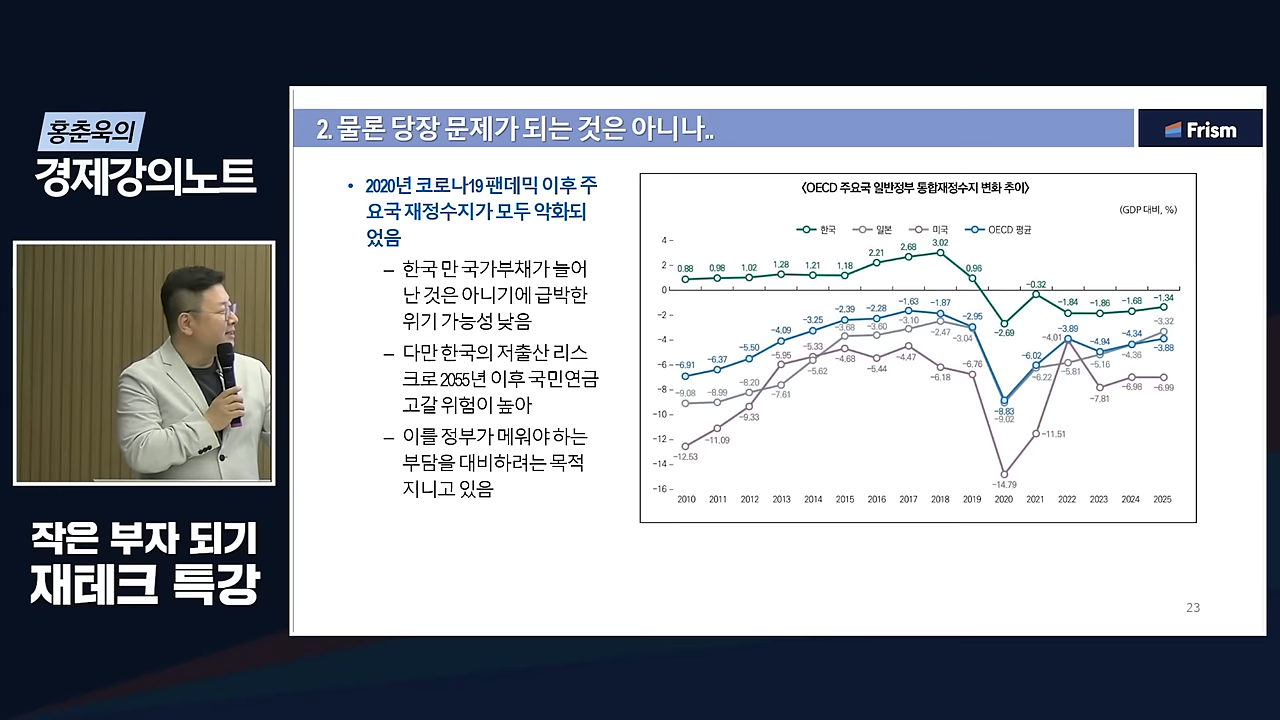 홍춘욱의
경제강의노트
작은 부자 되기
재테크 특강
2. 물론 당장 문제가 되는 것은 아니나..
Frism
• 2020년 코로나19 팬데믹 이후 주
요국 재정수지가 모두 악화되
었음
– 한국 만 국가부채가 늘어
난 것은 아니기에 급박한
위기 가능성 낮음
– 다만 한국의 저출산 리스
크로 2055년 이후 국민연금
고갈 위험이 높아
– 이를 정부가 메워야 하는
부담을 대비하려는 목적
지니고 있음
〈OECD 주요국 일반정부 통합재정수지 변화 추이〉
(GDP 대비, %)
한국 일본 미국 OECD 평균
4
2
0
−2
−4
−6
−8
−10
−12
−14
−16
0.88 0.98 1.02 1.28 1.21 1.18 2.21 2.68 3.02 0.96 −2.69 −0.32 −1.84 −1.86 −1.68 −1.34
−6.91 −6.37 −5.50 −4.09 −3.25 −2.39 −2.28 −1.63 −1.87 −2.95 −8.83 −6.02 −3.89 −4.94 −4.34 −3.88
−9.08 −8.99 −8.20 −7.61 −5.62 −3.68 −3.60 −3.10 −2.47 −3.04 −9.02 −6.22 −5.81 −5.16 −4.36 −3.32
−12.53 −11.09 −9.33 −5.95 −5.33 −4.68 −5.44 −4.47 −6.18 −6.76 −14.79 −11.51 −4.01 −7.81 −6.98 −6.99
2010 2011 2012 2013 2014 2015 2016 2017 2018 2019 2020 2021 2022 2023 2024 2025
23